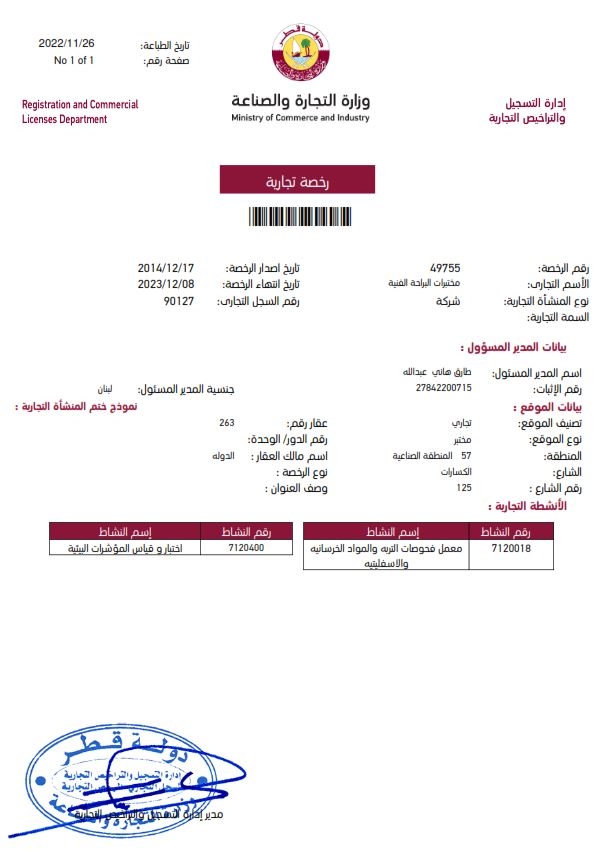 تاريخ الطباعة: 2022/11/26
صفحة رقم: No 1 of 1
دولة قطر
وزارة التجارة والصناعة
Ministry of Commerce and Industry
إدارة التسجيل
والتراخيص التجارية
Registration and Commercial
Licenses Department
رخصة تجارية
رقم الرخصة: 49755 تاريخ اصدار الرخصة: 2014/12/17
الأسم التجارى: مختبرات البراحة الفنية تاريخ انتهاء الرخصة: 2023/12/08
نوع المنشأة التجارية: شركة رقم السجل التجارى: 90127
السمة التجارية:
بيانات المدير المسؤول :
اسم المدير المسئول: طارق هاني عبدالله
رقم الإثبات: 27842200715 جنسية المدير المسئول: لبنان
بيانات الموقع : نموذج ختم المنشأة التجارية :
تصنيف الموقع: تجاري عقار رقم: 263
نوع الموقع: مختبر رقم الدور/ الوحدة:
المنطقة: 57 المنطقة الصناعية اسم مالك العقار : الدوله
الشارع: الكسارات نوع الرخصة :
رقم الشارع : 125 وصف العنوان :
الأنشطة التجارية :
رقم النشاط إسم النشاط رقم النشاط إسم النشاط
7120018 معمل فحوصات التربه والمواد الخرسانيه 7120400 اختبار و قياس المؤشرات البيئية
والاسفلتيه
دولة قطر
إدارة التسجيل والتراخيص التجارية
مدير إدارة التسجيل والتراخيص التجارية